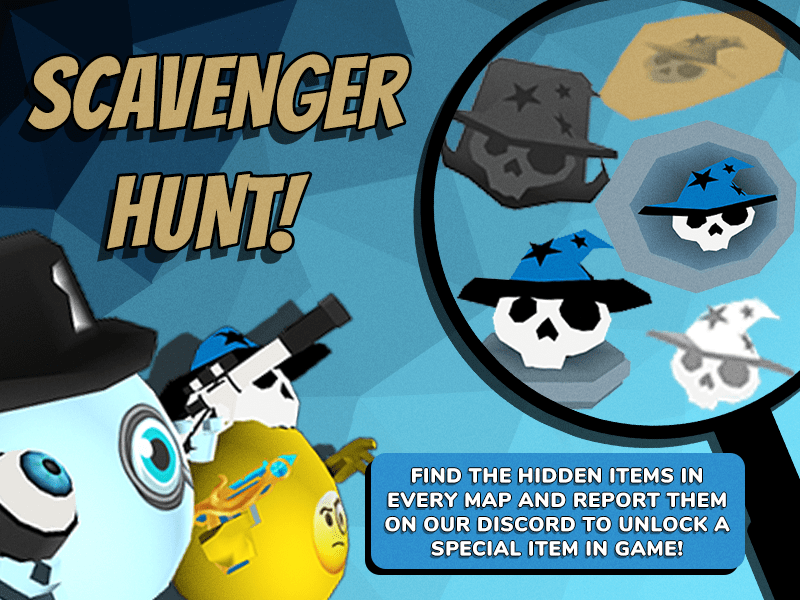 SCAVENGER
HUNT!
FIND THE HIDDEN ITEMS IN
EVERY MAP AND REPORT THEM
ON OUR DISCORD TO UNLOCK A
SPECIAL ITEM IN GAME!